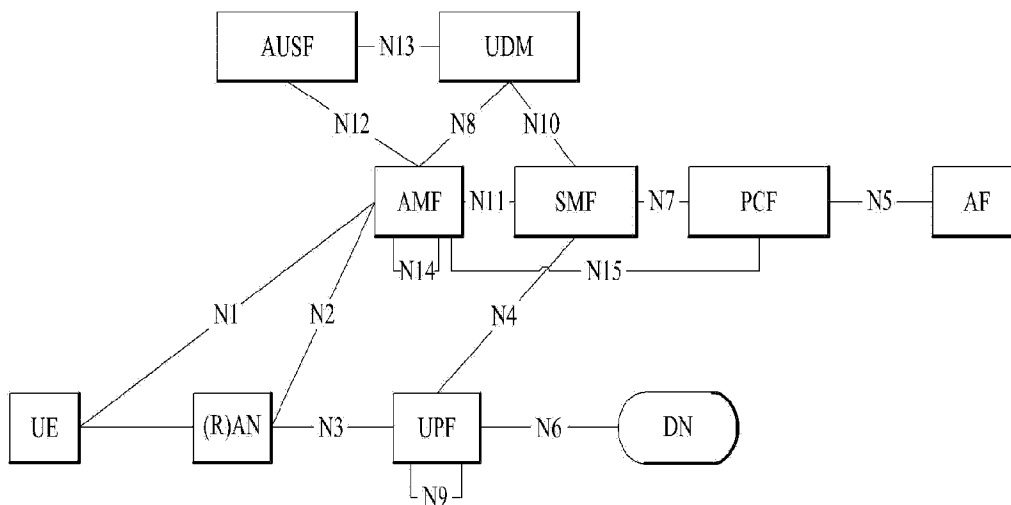 AUSF N13 UDM
N12 N8 N10
AMF N11 SMF N7 PCF N5 AF
N14 N15
N1 N2 N4
UE (R)AN N3 UPF N6 DN
N9